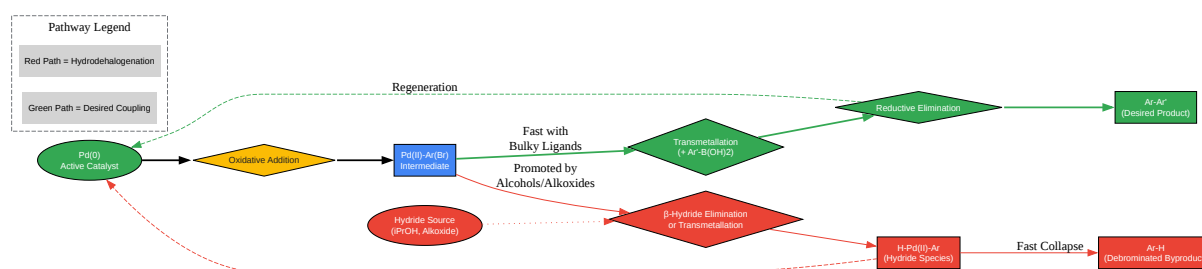 Pathway Legend
Red Path = Hydrodehalogenation
Green Path = Desired Coupling
Regeneration
Reductive Elimination
Ar-Ar'
(Desired Product)
Pd(0)
Active Catalyst
Oxidative Addition
Pd(II)-Ar(Br)
Intermediate
Fast with
Bulky Ligands
Transmetallation
(+ Ar'-B(OH)2)
Promoted by
Alcohols/Alkoxides
Hydride Source
(iPrOH, Alkoxide)
β-Hydride Elimination
or Transmetallation
H-Pd(II)-Ar
(Hydride Species)
Fast Collapse
Ar-H
(Debrominated Byproduct